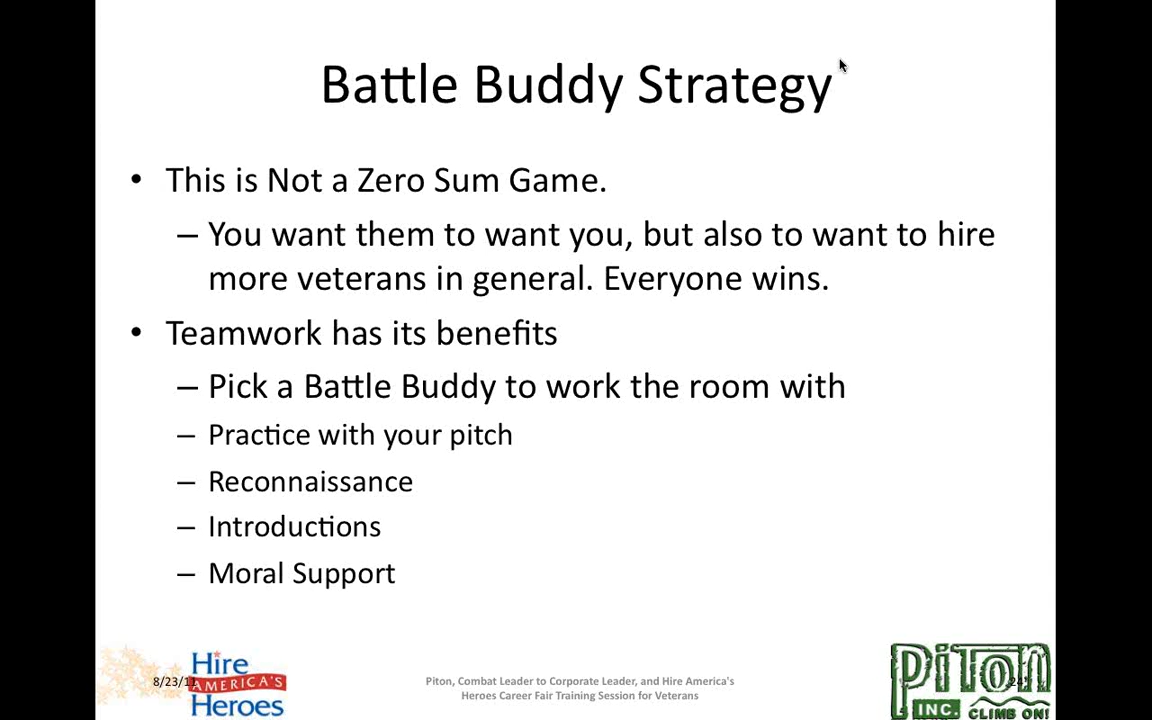 Battle Buddy Strategy
• This is Not a Zero Sum Game.
– You want them to want you, but also to want to hire
more veterans in general. Everyone wins.
• Teamwork has its benefits
– Pick a Battle Buddy to work the room with
– Practice with your pitch
– Reconnaissance
– Introductions
– Moral Support
Hire
AMERICA'S
Heroes
8/23/11
Piton, Combat Leader to Corporate Leader, and Hire America's
Heroes Career Fair Training Session for Veterans
Piton
INC. CLIMB ON!
24